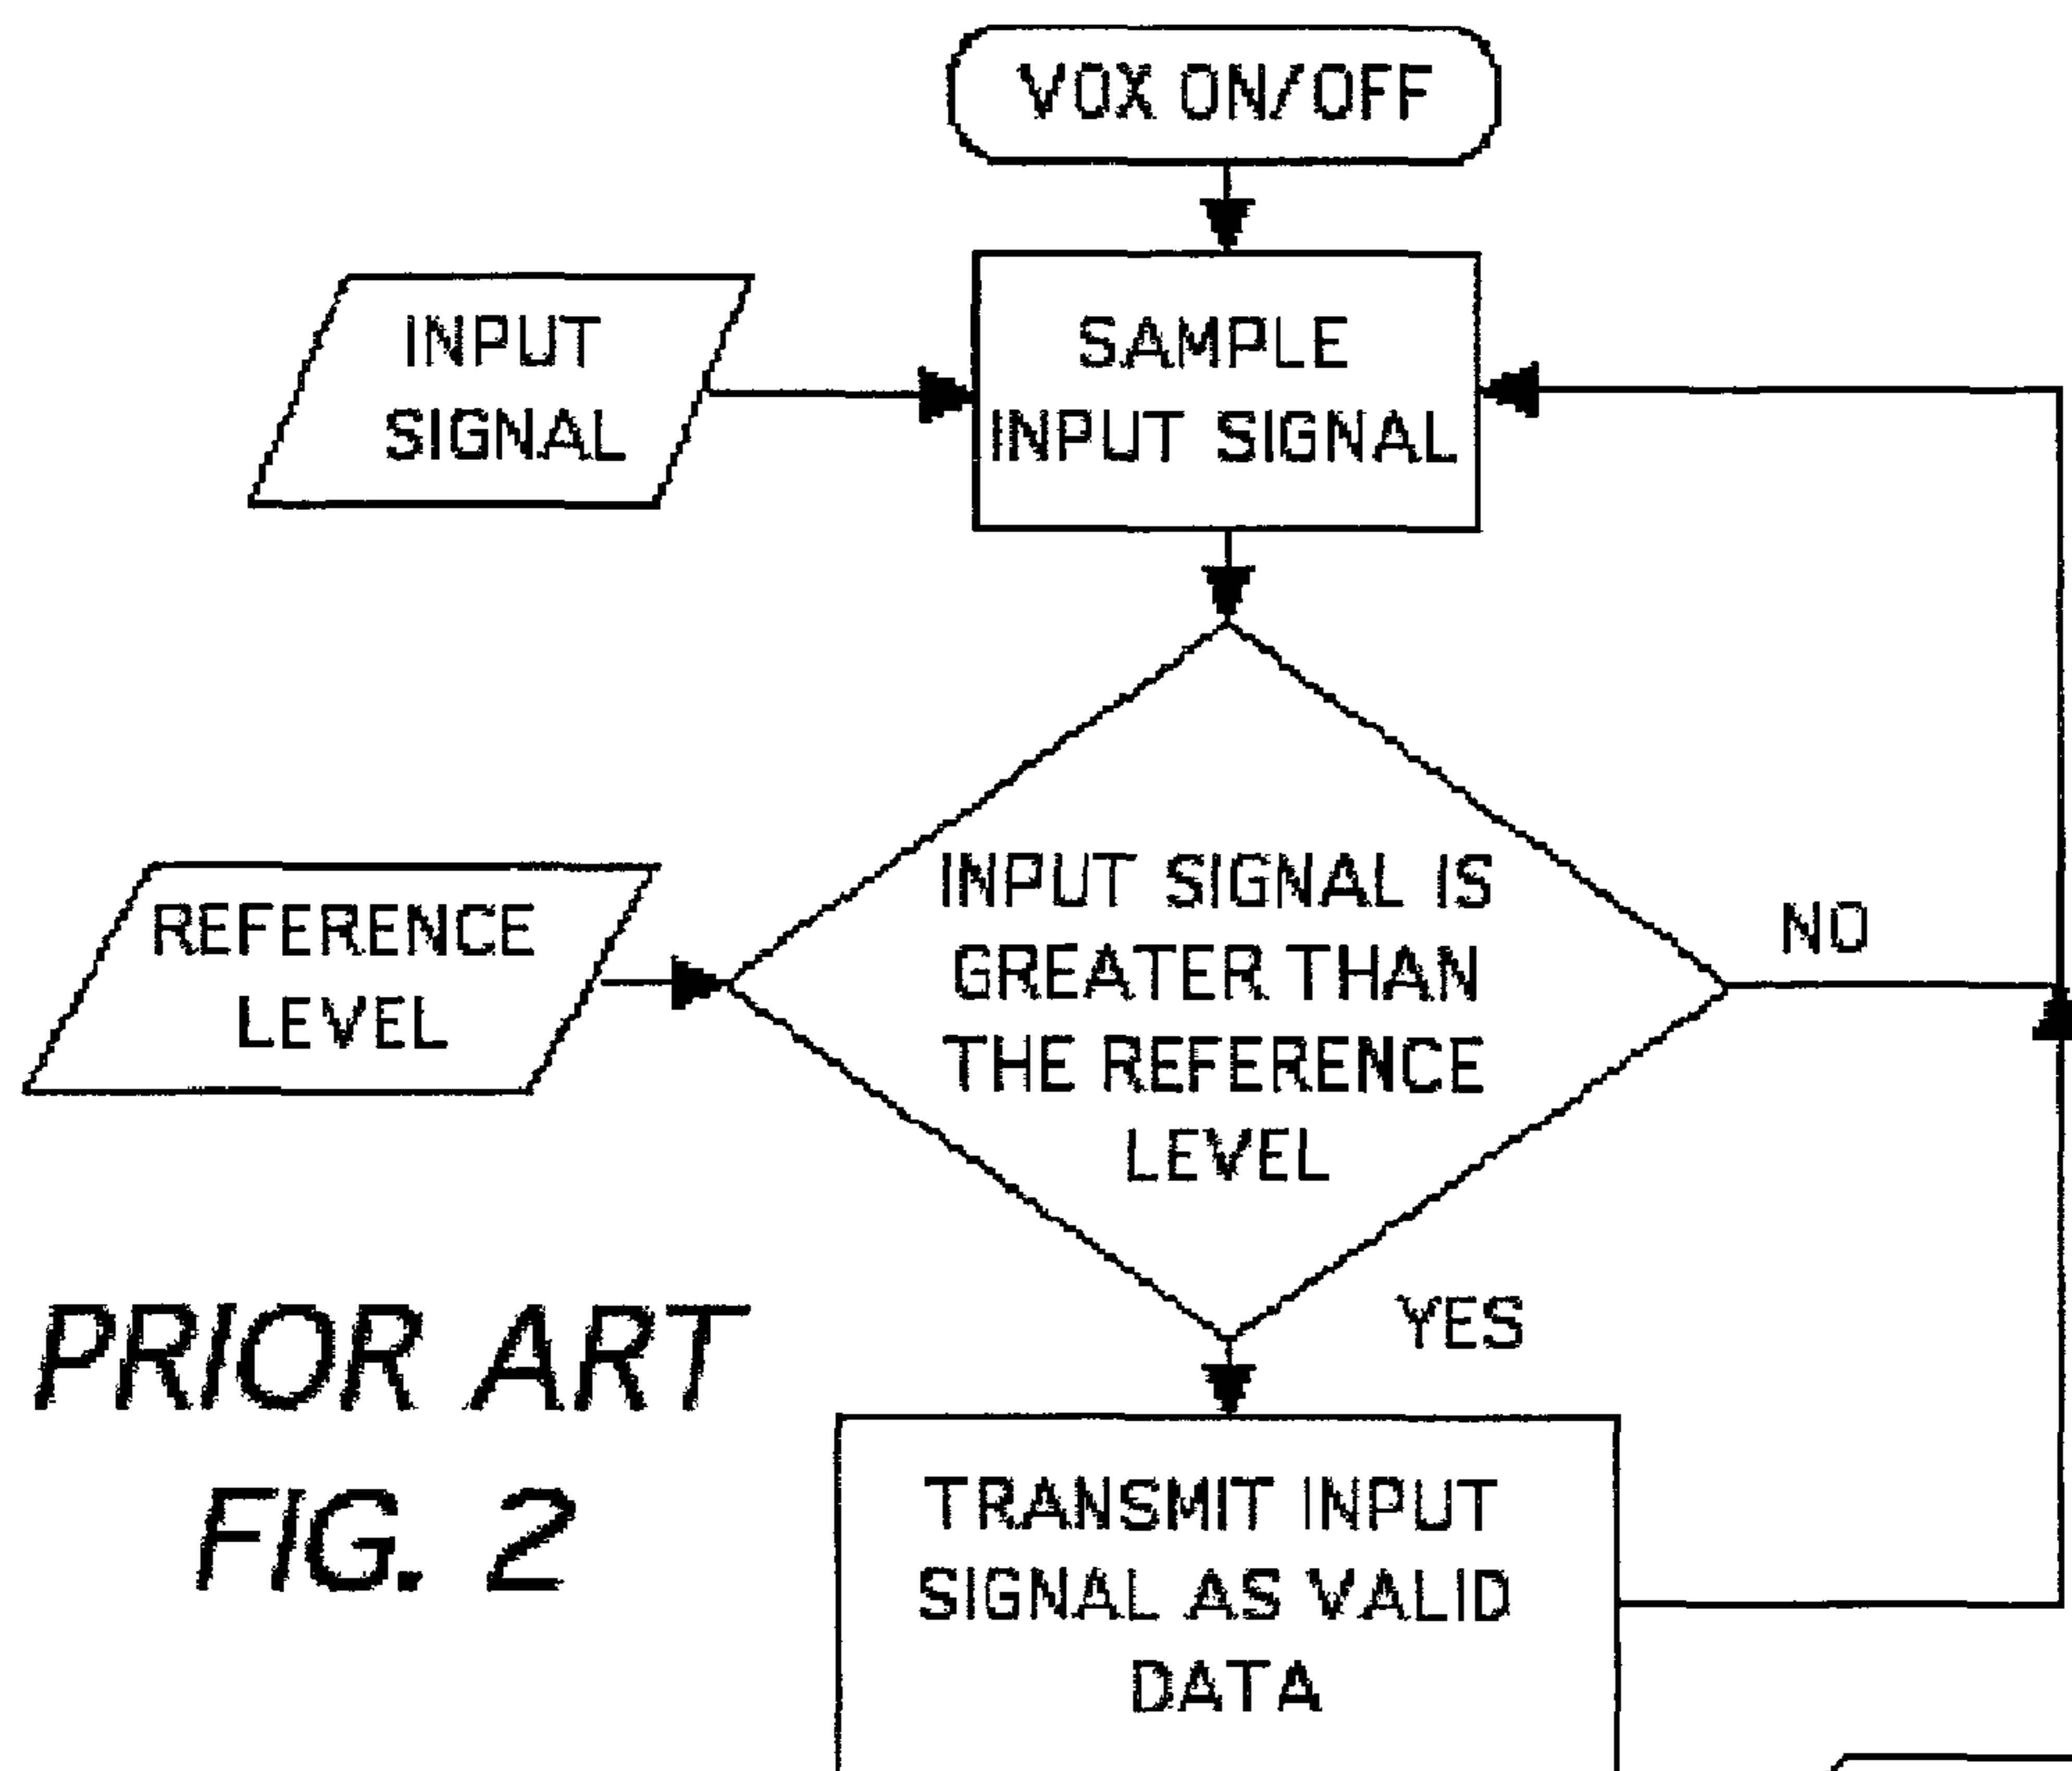 VOX ON/OFF
INPUT
SIGNAL
SAMPLE
INPUT SIGNAL
REFERENCE
LEVEL
INPUT SIGNAL IS
GREATER THAN
THE REFERENCE
LEVEL
NO
YES
TRANSMIT INPUT
SIGNAL AS VALID
DATA
PRIOR ART
FIG. 2